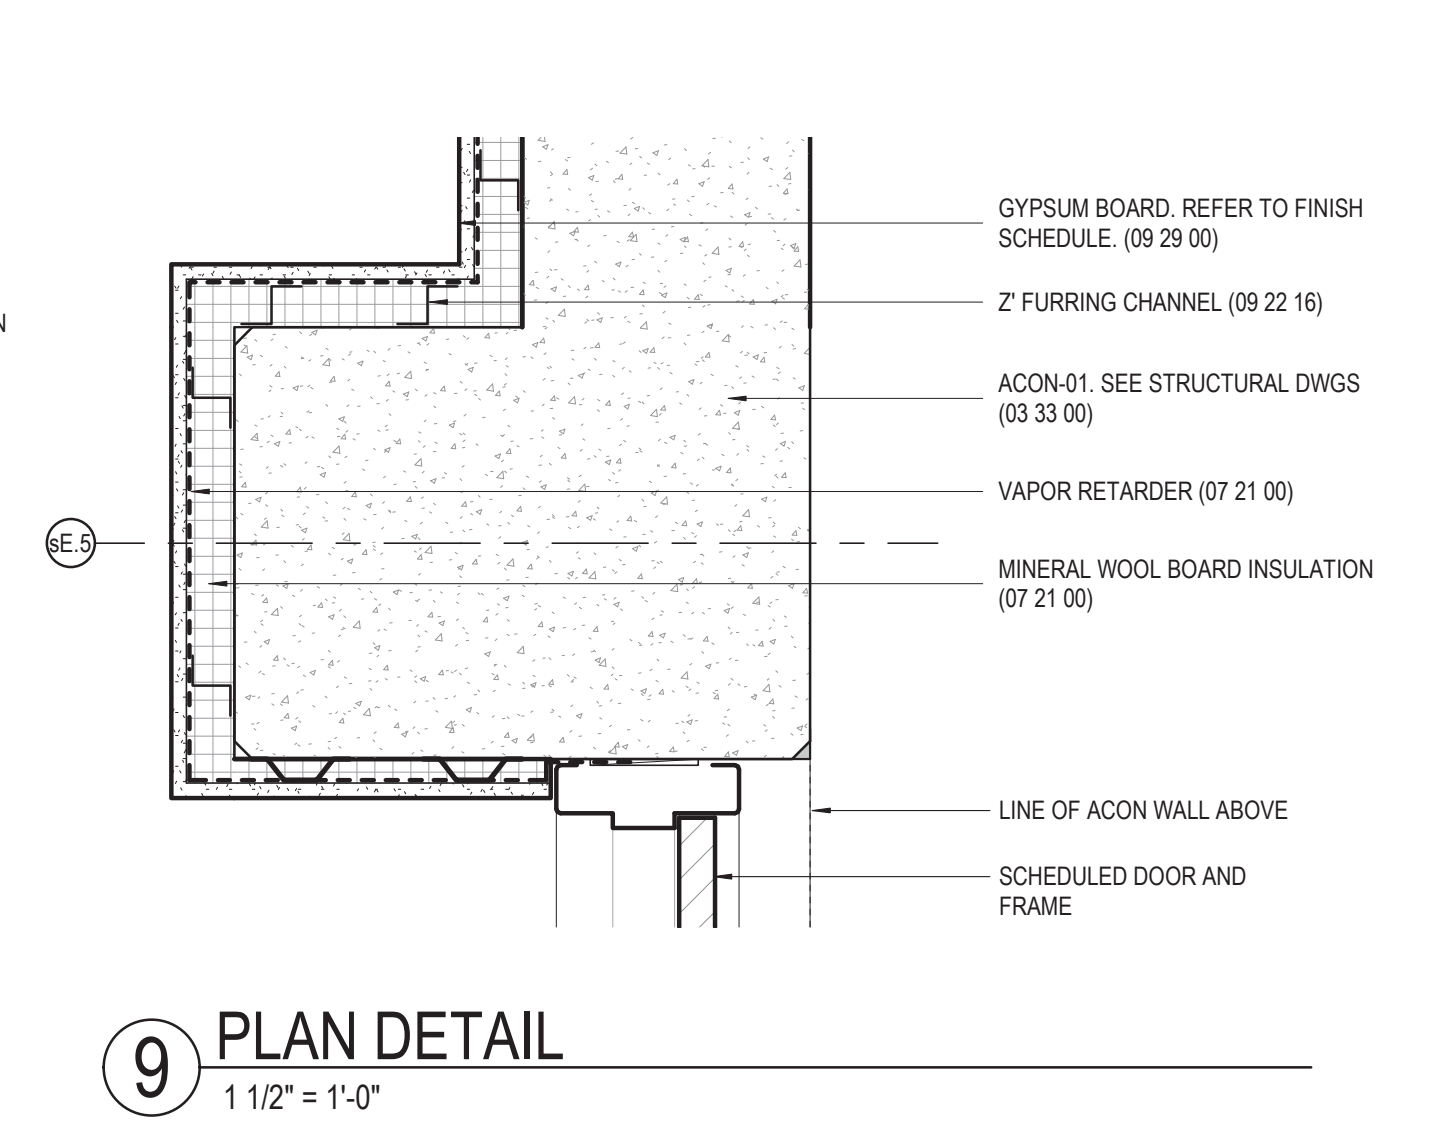 GYPSUM BOARD. REFER TO FINISH
SCHEDULE. (09 29 00)
N
Z' FURRING CHANNEL (09 22 16)
ACON-01. SEE STRUCTURAL DWGS
(03 33 00)
VAPOR RETARDER (07 21 00)
sE.5
MINERAL WOOL BOARD INSULATION
(07 21 00)
LINE OF ACON WALL ABOVE
SCHEDULED DOOR AND
FRAME
9
PLAN DETAIL
1 1/2" = 1'-0"